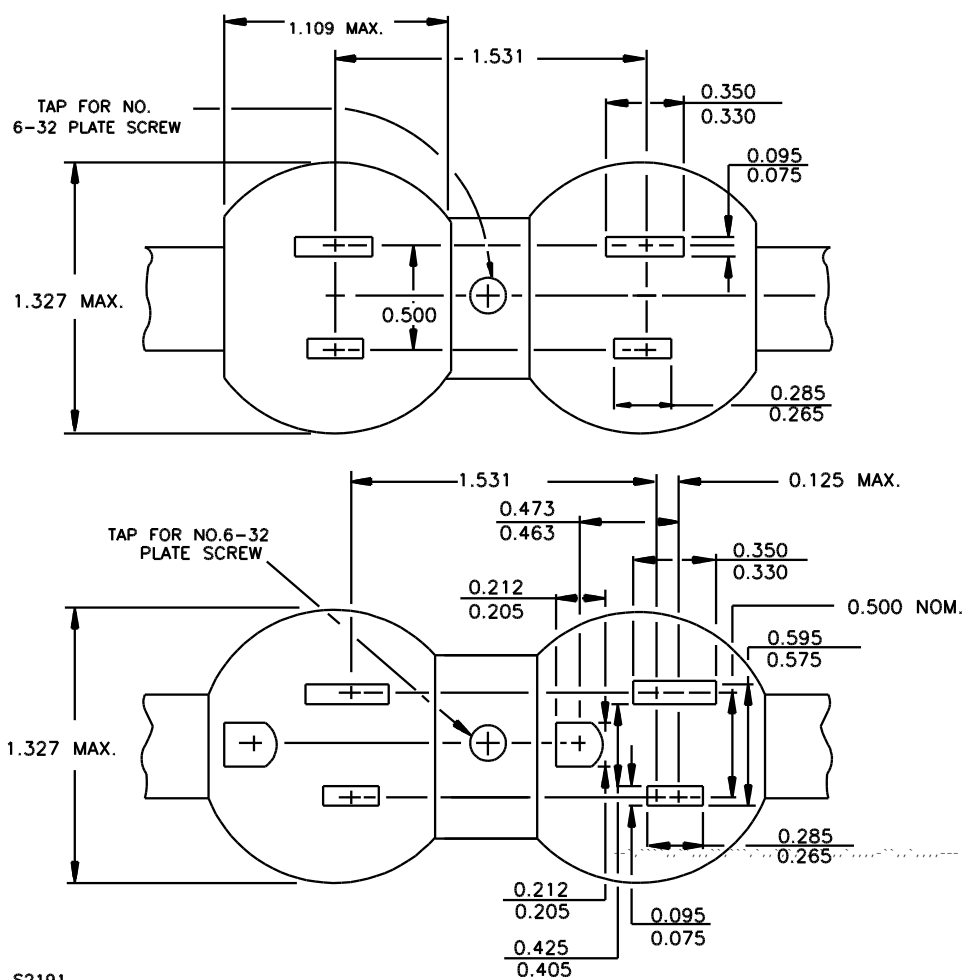 1.109 MAX.
1.531
TAP FOR NO.
6-32 PLATE SCREW
0.350
0.330
0.095
0.075
1.327 MAX.
0.500
0.285
0.265
1.531
0.125 MAX.
0.473
0.463
TAP FOR NO.6-32
PLATE SCREW
0.350
0.330
0.212
0.205
0.500 NOM.
0.595
0.575
1.327 MAX.
0.285
0.265
0.212
0.205
0.095
0.075
0.425
0.405
S2191